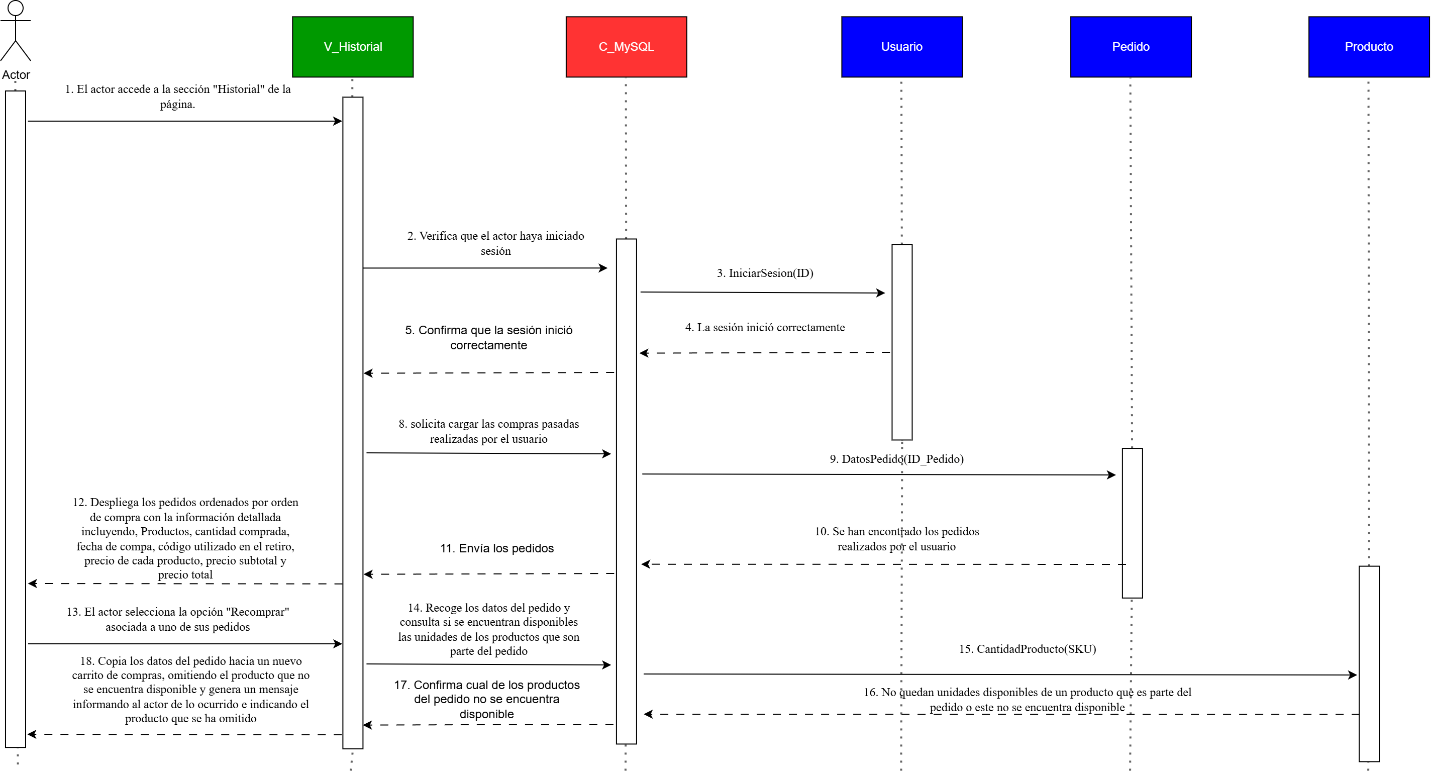 Actor
V_Historial
C_MySQL
Usuario
Pedido
Producto
1. El actor accede a la sección "Historial" de la
página.
2. Verifica que el actor haya iniciado
sesión
3. IniciarSesion(ID)
4. La sesión inició correctamente
5. Confirma que la sesión inició
correctamente
8. solicita cargar las compras pasadas
realizadas por el usuario
9. DatosPedido(ID_Pedido)
10. Se han encontrado los pedidos
realizados por el usuario
11. Envía los pedidos
12. Despliega los pedidos ordenados por orden
de compra con la información detallada
incluyendo, Productos, cantidad comprada,
fecha de compa, código utilizado en el retiro,
precio de cada producto, precio subtotal y
precio total
13. El actor selecciona la opción "Recomprar"
asociada a uno de sus pedidos
14. Recoge los datos del pedido y
consulta si se encuentran disponibles
las unidades de los productos que son
parte del pedido
15. CantidadProducto(SKU)
16. No quedan unidades disponibles de un producto que es parte del
pedido o este no se encuentra disponible
17. Confirma cual de los productos
del pedido no se encuentra
disponible
18. Copia los datos del pedido hacia un nuevo
carrito de compras, omitiendo el producto que no
se encuentra disponible y genera un mensaje
informando al actor de lo ocurrido e indicando el
producto que se ha omitido